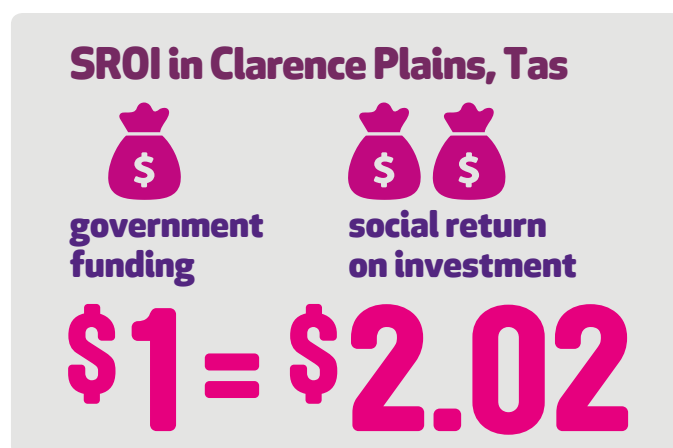 SROI in Clarence Plains, Tas
$
$ $
government
funding
social return
on investment
$1 = $2.02